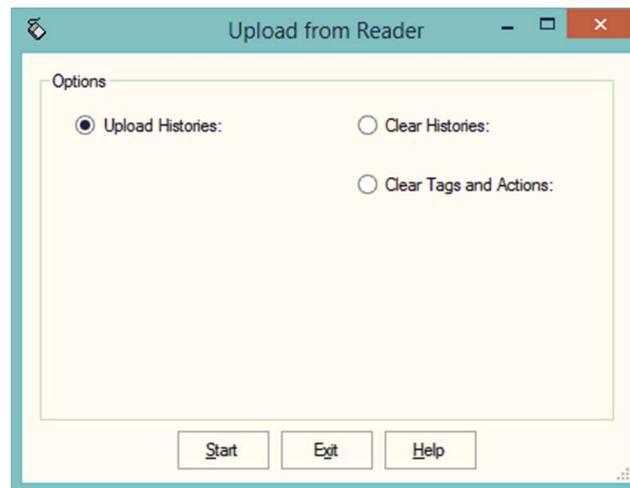 Upload from Reader
Options
Upload Histories: Clear Histories:
Clear Tags and Actions:
Start Exit Help